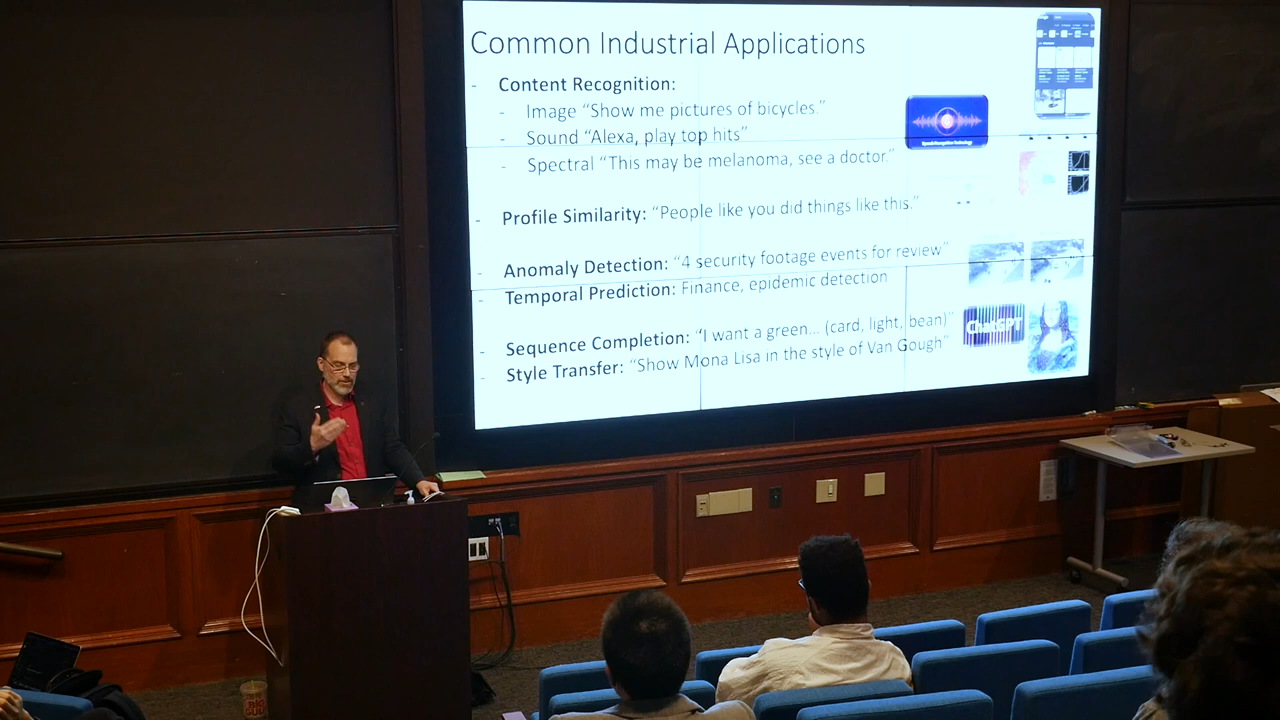 Common Industrial Applications
- Content Recognition:
- Image “Show me pictures of bicycles.”
- Sound “Alexa, play top hits”
- Spectral “This may be melanoma, see a doctor.”
- Profile Similarity: “People like you did things like this.”
- Anomaly Detection: “4 security footage events for review”
- Temporal Prediction: Finance, epidemic detection
- Sequence Completion: “I want a green... (card, light, bean)”
- Style Transfer: “Show Mona Lisa in the style of Van Gough”
ChatGPT